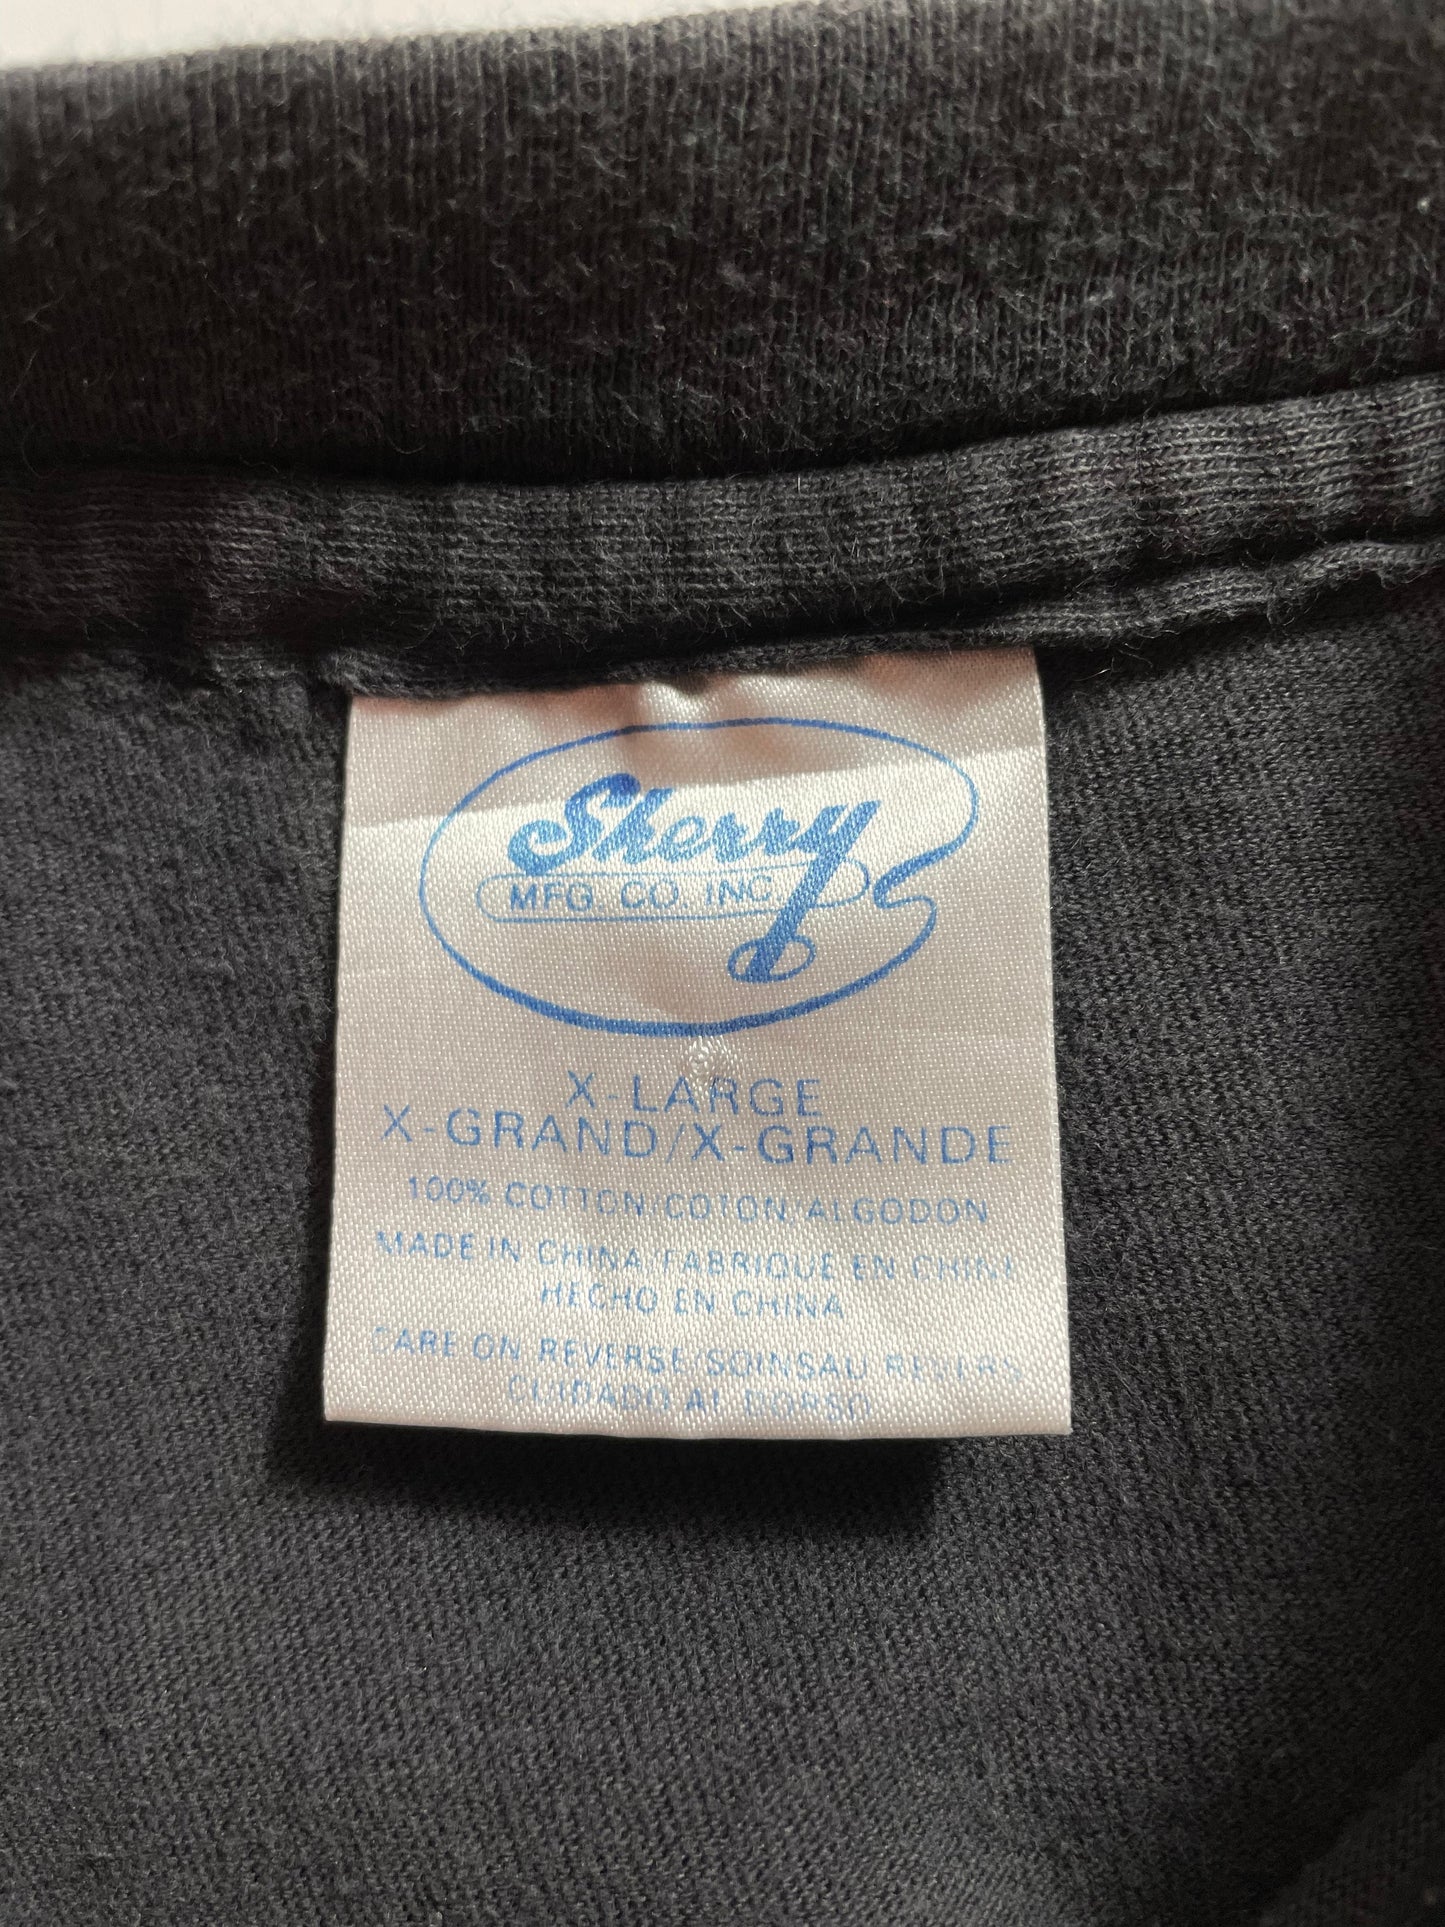 Sherry
MFG. CO. INC.
X-LARGE
X-GRAND/X-GRANDE
100% COTTON/COTON/ALGODON
MADE IN CHINA/FABRIQUE EN CHINE
HECHO EN CHINA
CARE ON REVERSE/SOINSAU REVERS
CUIDADO AL DORSO